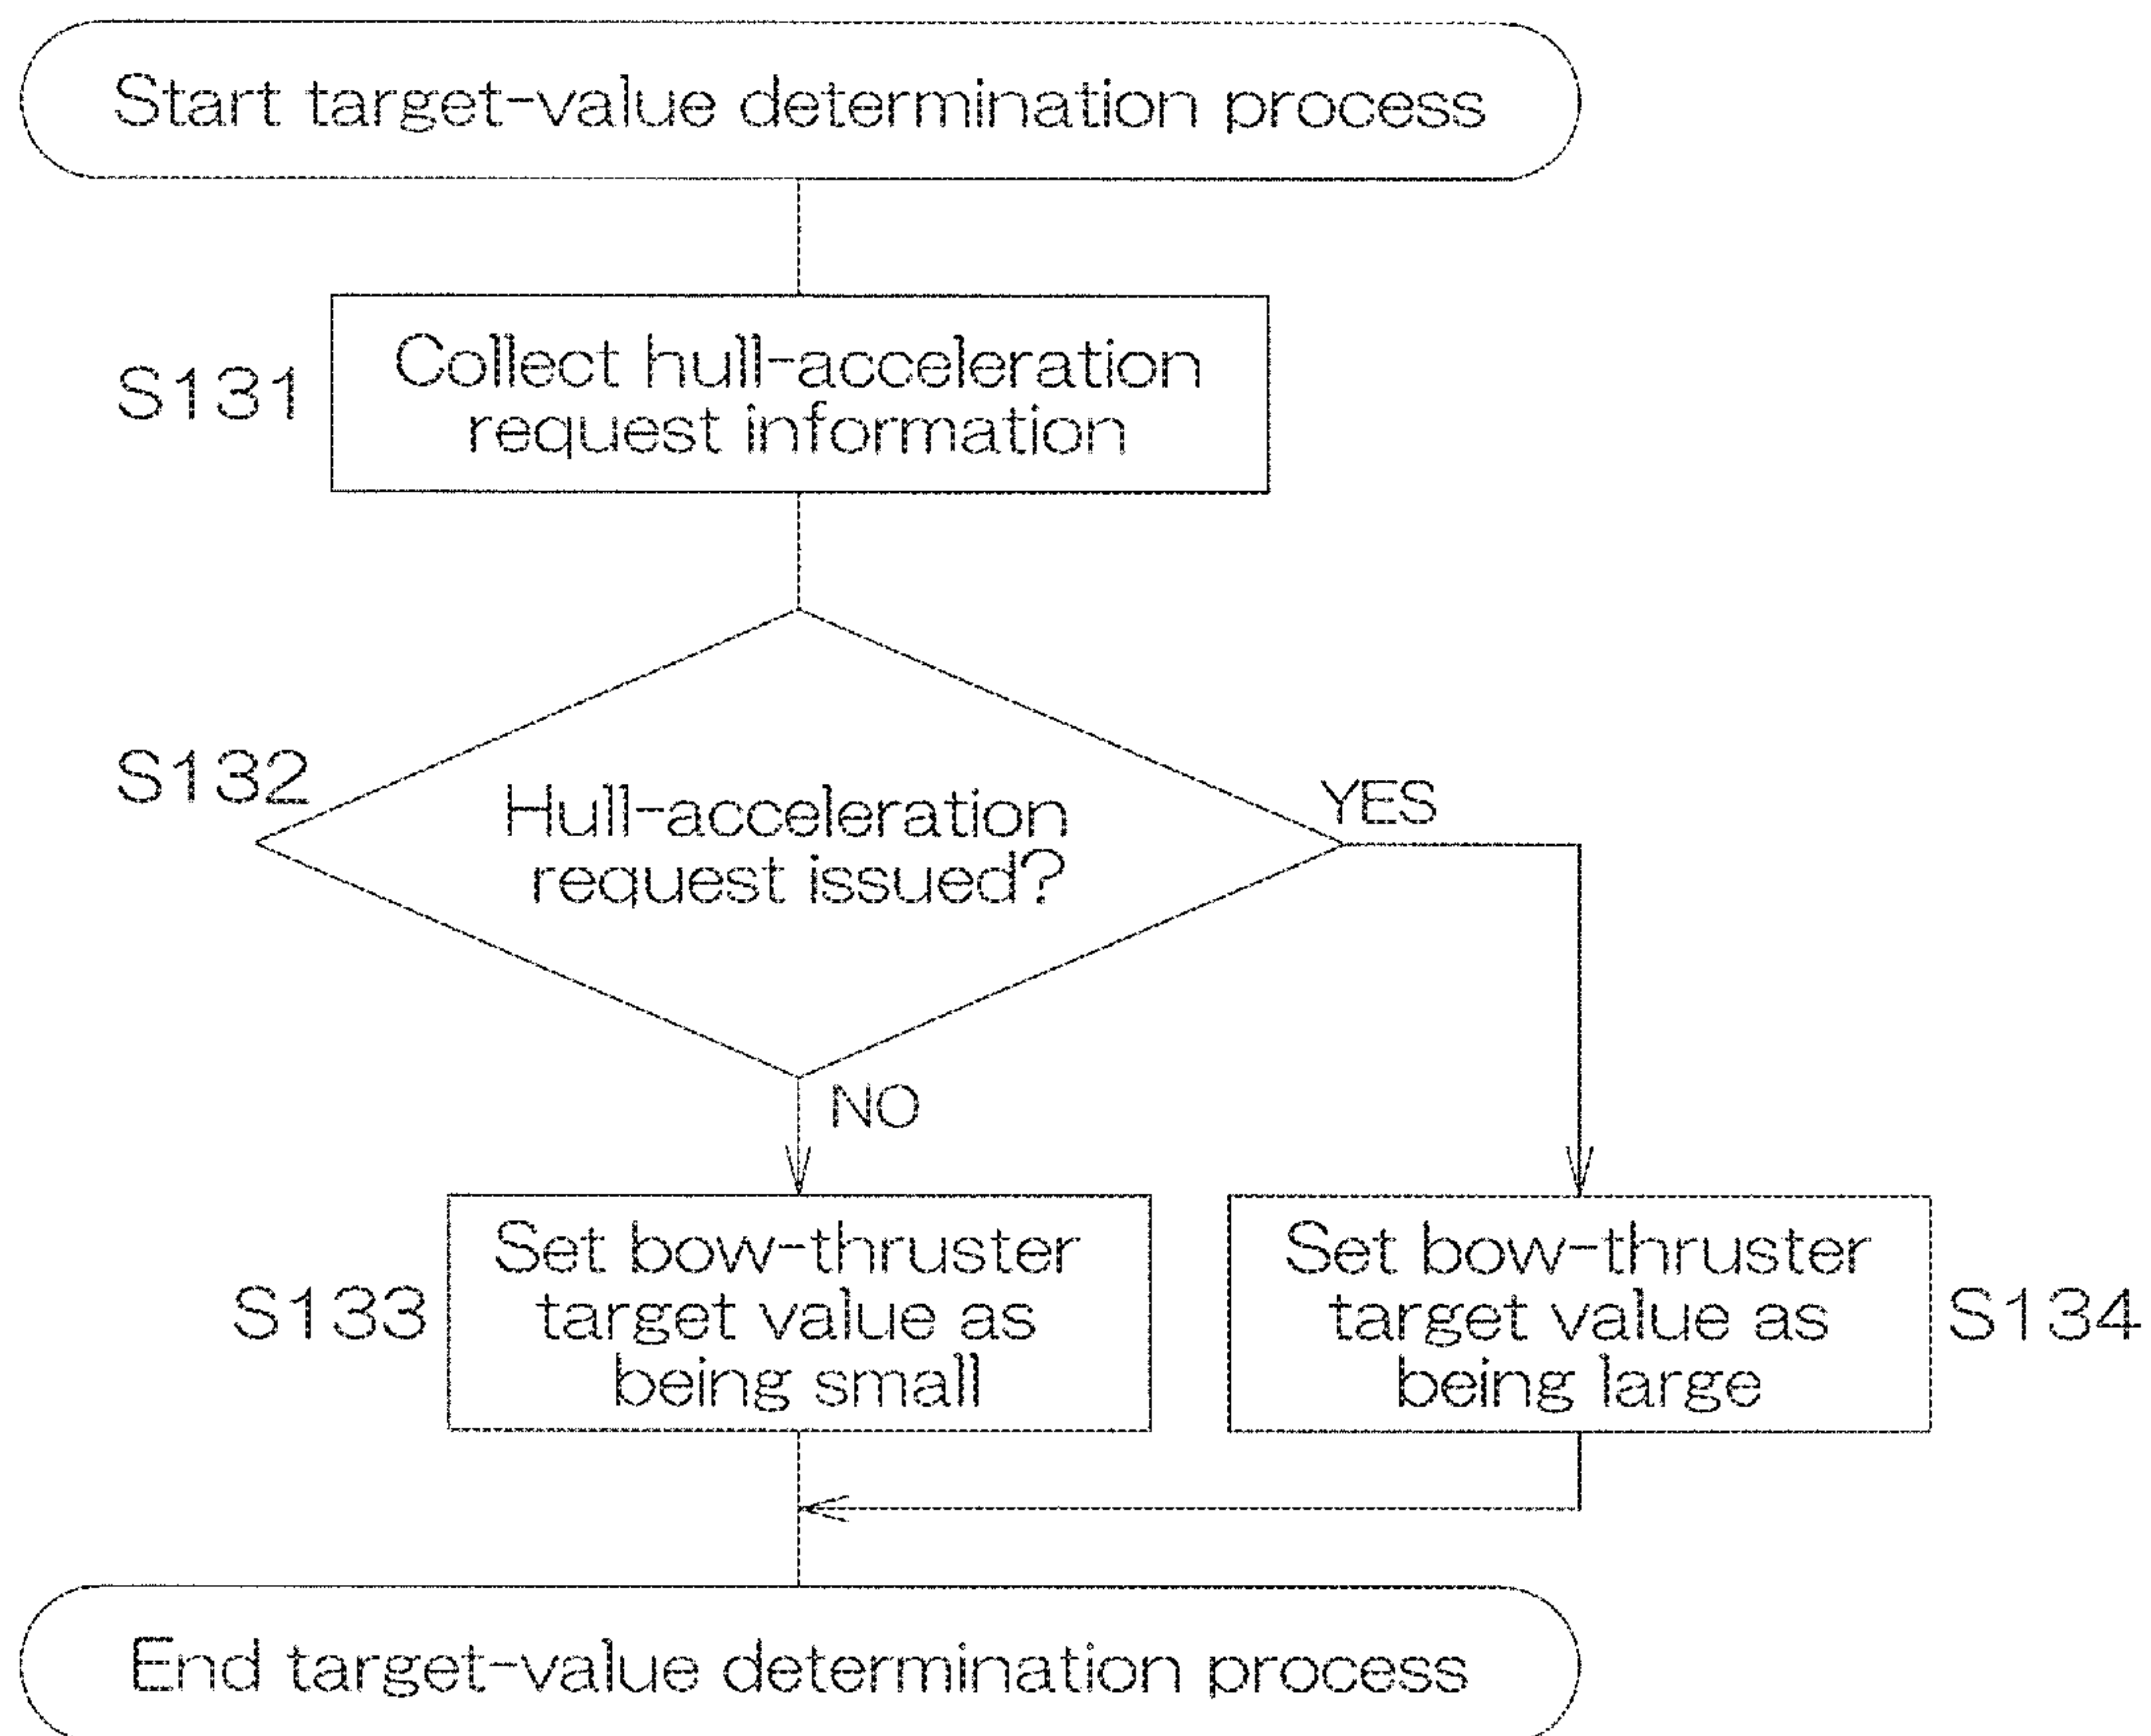 Start target-value determination process
S131
Collect hull-acceleration
request information
S132
Hull-acceleration
request issued?
YES
NO
S133
Set bow-thruster
target value as
being small
Set bow-thruster
target value as
being large
S134
End target-value determination process